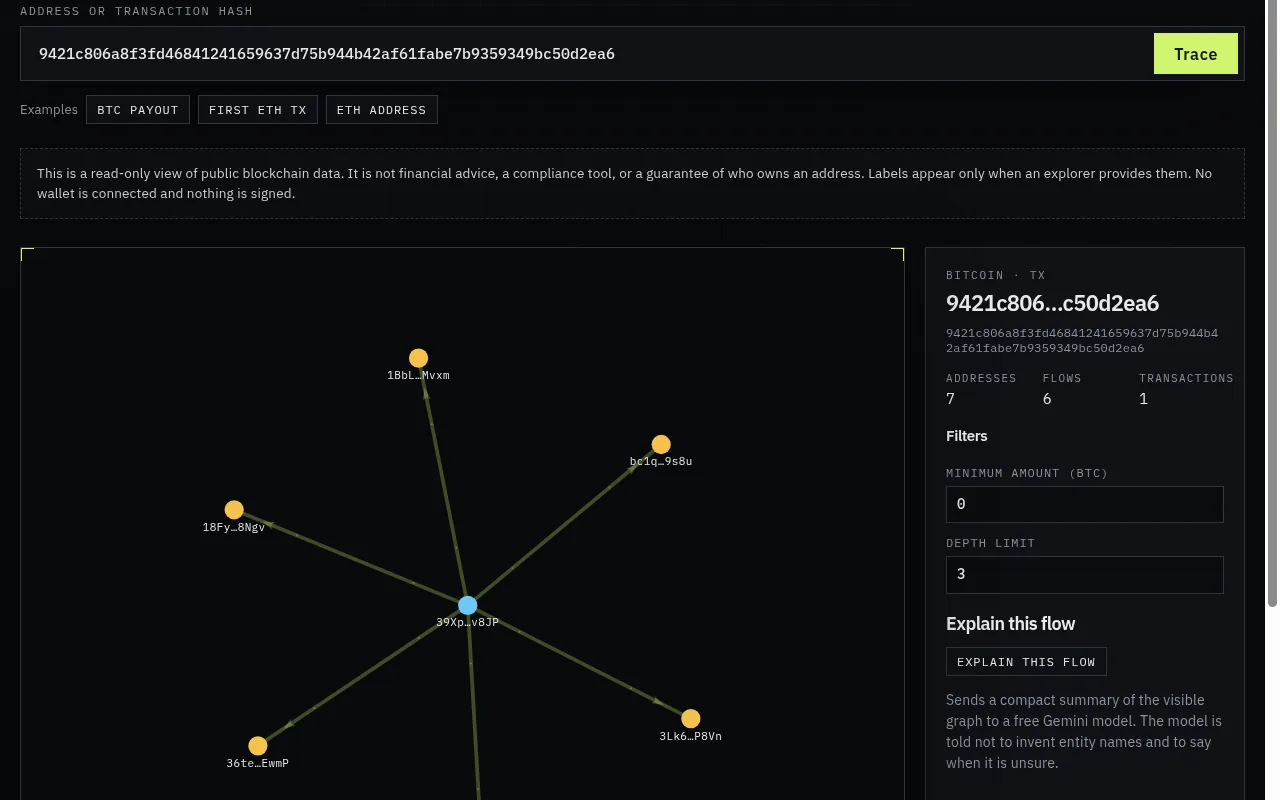 ADDRESS OR TRANSACTION HASH
9421c806a8f3fd46841241659637d75b944b42af61fabe7b9359349bc50d2ea6
Trace
Examples
BTC PAYOUT
FIRST ETH TX
ETH ADDRESS
This is a read-only view of public blockchain data. It is not financial advice, a compliance tool, or a guarantee of who owns an address. Labels appear only when an explorer provides them. No
wallet is connected and nothing is signed.
1BbL…Mvxm
bc1q…9s8u
18Fy…8Ngv
39Xp…v8JP
3Lk6…P8Vn
36te…EwmP
BITCOIN · TX
9421c806…c50d2ea6
9421c806a8f3fd46841241659637d75b944b4
2af61fabe7b9359349bc50d2ea6
ADDRESSES FLOWS TRANSACTIONS
7 6 1
Filters
MINIMUM AMOUNT (BTC)
0
DEPTH LIMIT
3
Explain this flow
EXPLAIN THIS FLOW
Sends a compact summary of the visible
graph to a free Gemini model. The model is
told not to invent entity names and to say
when it is unsure.